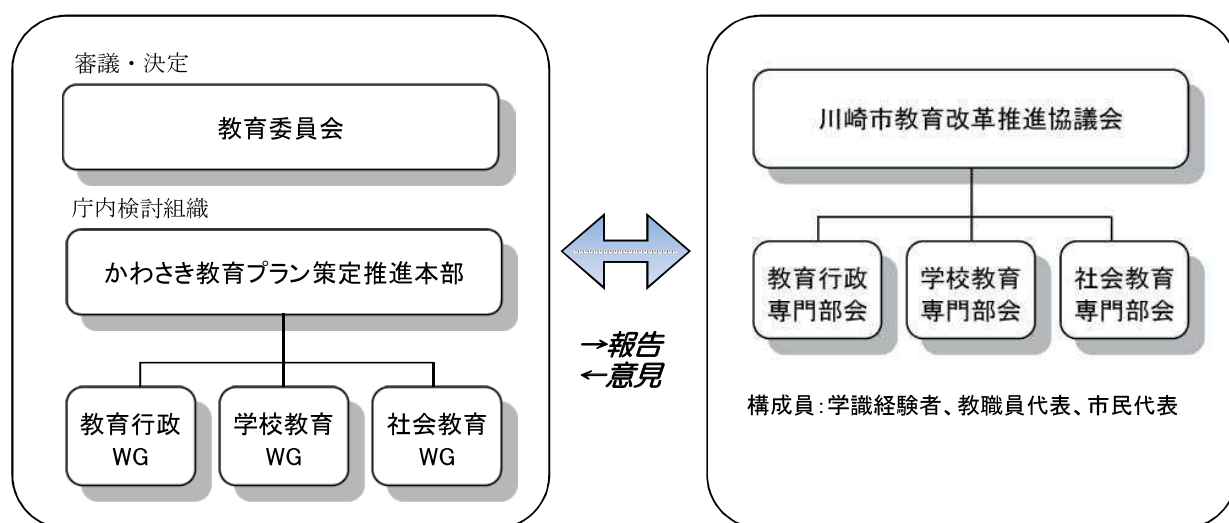 審議・決定
教育委員会
庁内検討組織
かわさき教育プラン策定推進本部
教育行政
WG
学校教育
WG
社会教育
WG
→報告
←意見
川崎市教育改革推進協議会
教育行政
専門部会
学校教育
専門部会
社会教育
専門部会
構成員：学識経験者、教職員代表、市民代表